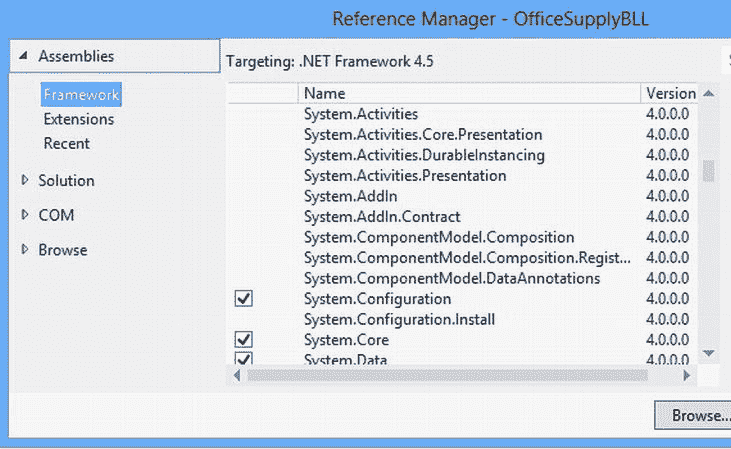 Reference Manager - OfficeSupplyBLL
Assemblies
Framework
Extensions
Recent
Solution
COM
Browse
Targeting: .NET Framework 4.5
Name Version
System.Activities 4.0.0.0
System.Activities.Core.Presentation 4.0.0.0
System.Activities.DurableInstancing 4.0.0.0
System.Activities.Presentation 4.0.0.0
System.AddIn 4.0.0.0
System.AddIn.Contract 4.0.0.0
System.ComponentModel.Composition 4.0.0.0
System.ComponentModel.Composition.Regist... 4.0.0.0
System.ComponentModel.DataAnnotations 4.0.0.0
System.Configuration 4.0.0.0
System.Configuration.Install 4.0.0.0
System.Core 4.0.0.0
System.Data 4.0.0.0
Browse...